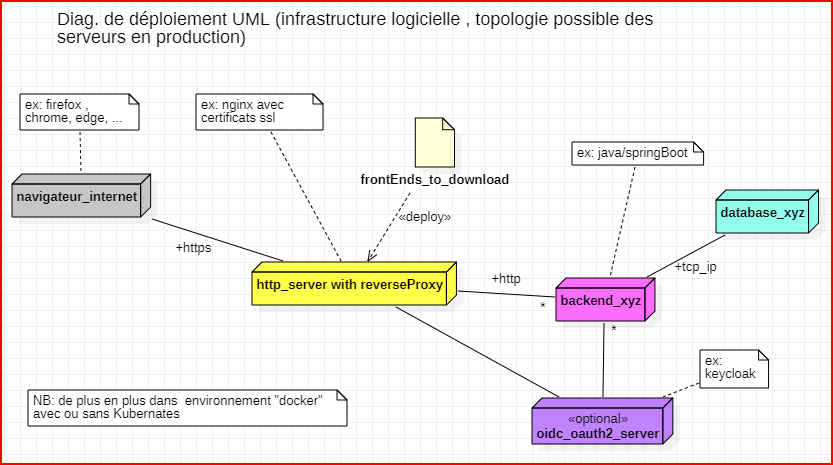 Diag. de déploiement UML (infrastructure logicielle , topologie possible des
serveurs en production)
ex: firefox ,
chrome, edge, ...
ex: nginx avec
certificats ssl
frontEnds_to_download
ex: java/springBoot
navigateur_internet
database_xyz
«deploy»
+https
+tcp_ip
http_server with reverseProxy
+http
*
backend_xyz
*
ex:
keycloak
NB: de plus en plus dans environnement "docker"
avec ou sans Kubernates
«optional»
oidc_oauth2_server